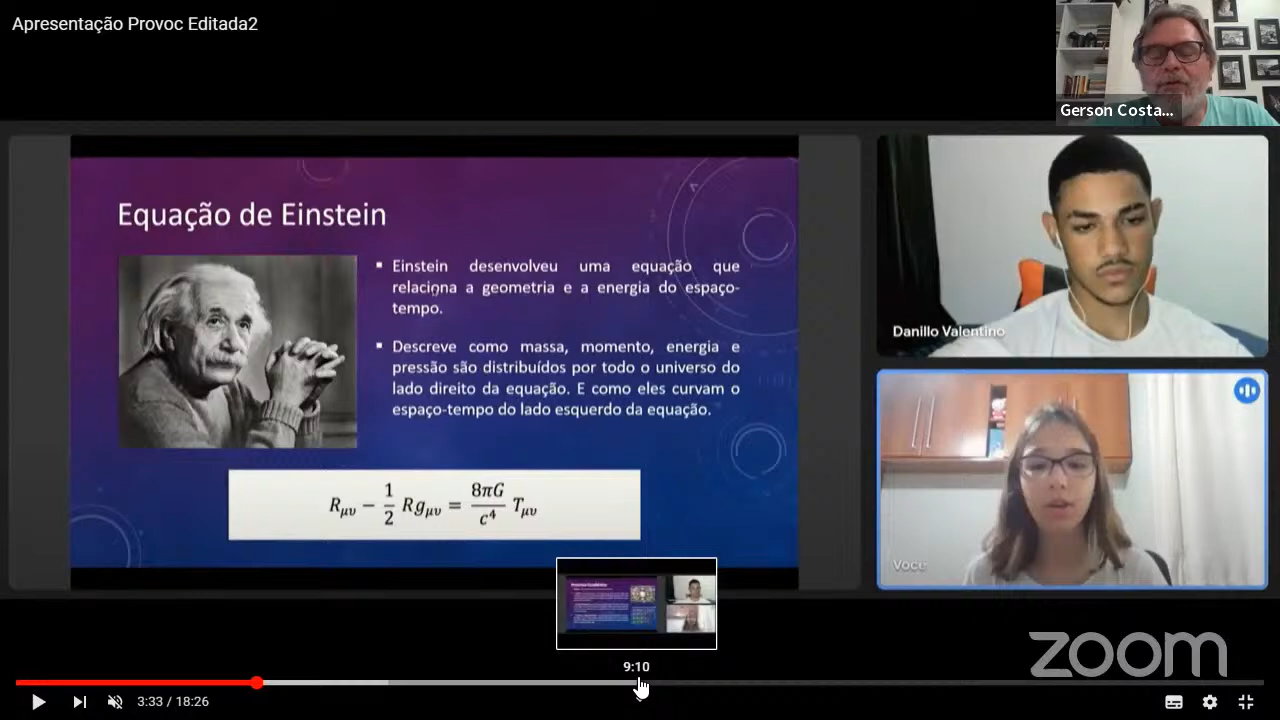 Apresentação Provoc Editada2
Gerson Costa...
Equação de Einstein
▪ Einstein desenvolveu uma equação que
relaciona a geometria e a energia do espaço-
tempo.
▪ Descreve como massa, momento, energia e
pressão são distribuídos por todo o universo do
lado direito da equação. E como eles curvam o
espaço-tempo do lado esquerdo da equação.
R_μν − 1/2 Rg_μν = 8πG/c⁴ T_μν
Danillo Valentino
Você
zoom
9:10
3:33 / 18:26